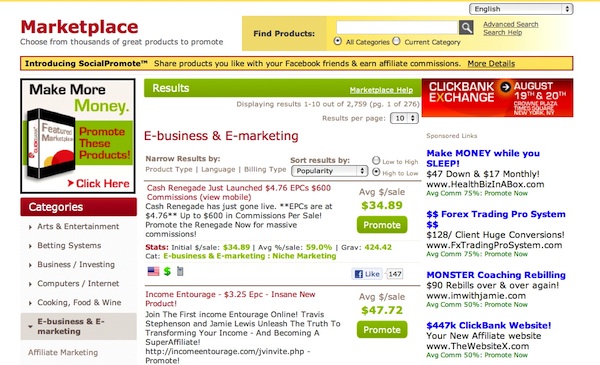 English
Marketplace
Choose from thousands of great products to promote
Find Products:
Advanced Search
Search Help
All Categories Current Category
Introducing SocialPromote™ Share products you like with your Facebook friends & earn affiliate commissions. More Details
Make More
Money.
Featured
Marketplace
Promote
These
Products!
Click Here
Categories
Arts & Entertainment
Betting Systems
Business / Investing
Computers / Internet
Cooking, Food & Wine
E-business & E-
marketing
Affiliate Marketing
Results Marketplace Help
Displaying results 1-10 out of 2,759 (pg. 1 of 276)
Results per page: 10
E-business & E-marketing
Narrow Results by: Sort results by: Low to High
Product Type | Language | Billing Type Popularity High to Low
Cash Renegade Just Launched $4.76 EPCs $600
Commissions (view mobile)
Cash Renegade has just gone live. **EPCs are at
$4.76** Up to $600 in Commissions Per Sale!
Promote the Renegade Now for massive
commissions!
Avg $/sale
$34.89
Promote
Stats: Initial $/sale: $34.89 | Avg %/sale: 59.0% | Grav: 424.42
Cat: E-business & E-marketing : Niche Marketing
$
Like 147
Income Entourage - $3.25 Epc - Insane New
Product!
Join The First income Entourage Online! Travis
Stephenson and Jamie Lewis Unleash The Truth To
Transforming Your Income - And Becoming A
SuperAffiliate!
http://incomeentourage.com/jvinvite.php -
Promote!
Avg $/sale
$47.72
Promote
CLICKBANK
EXCHANGE
AUGUST
19TH & 20TH
CROWNE PLAZA
TIMES SQUARE
NEW YORK, NY
Sponsored Links
Make MONEY while you
SLEEP!
$47 Down & $17 Monthly!
www.HealthBizInABox.com
Avg Comm 75%: Promote Now
$$ Forex Trading Pro System
$$
$128/ Client Huge Conversions!
www.FxTradingProSystem.com
Avg Comm 75%: Promote Now
MONSTER Coaching Rebilling
$90 Rebills over & over again!
www.imwithjamie.com
Avg Comm 50%: Promote Now
$447k ClickBank Website!
Your New Affiliate website
www.TheWebsiteX.com
Avg Comm 50%: Promote Now